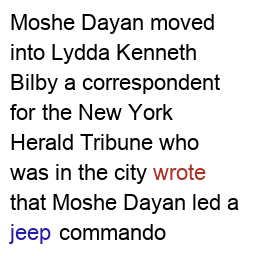 Moshe Dayan moved
into Lydda Kenneth
Bilby a correspondent
for the New York
Herald Tribune who
was in the city wrote
that Moshe Dayan led a
jeep commando